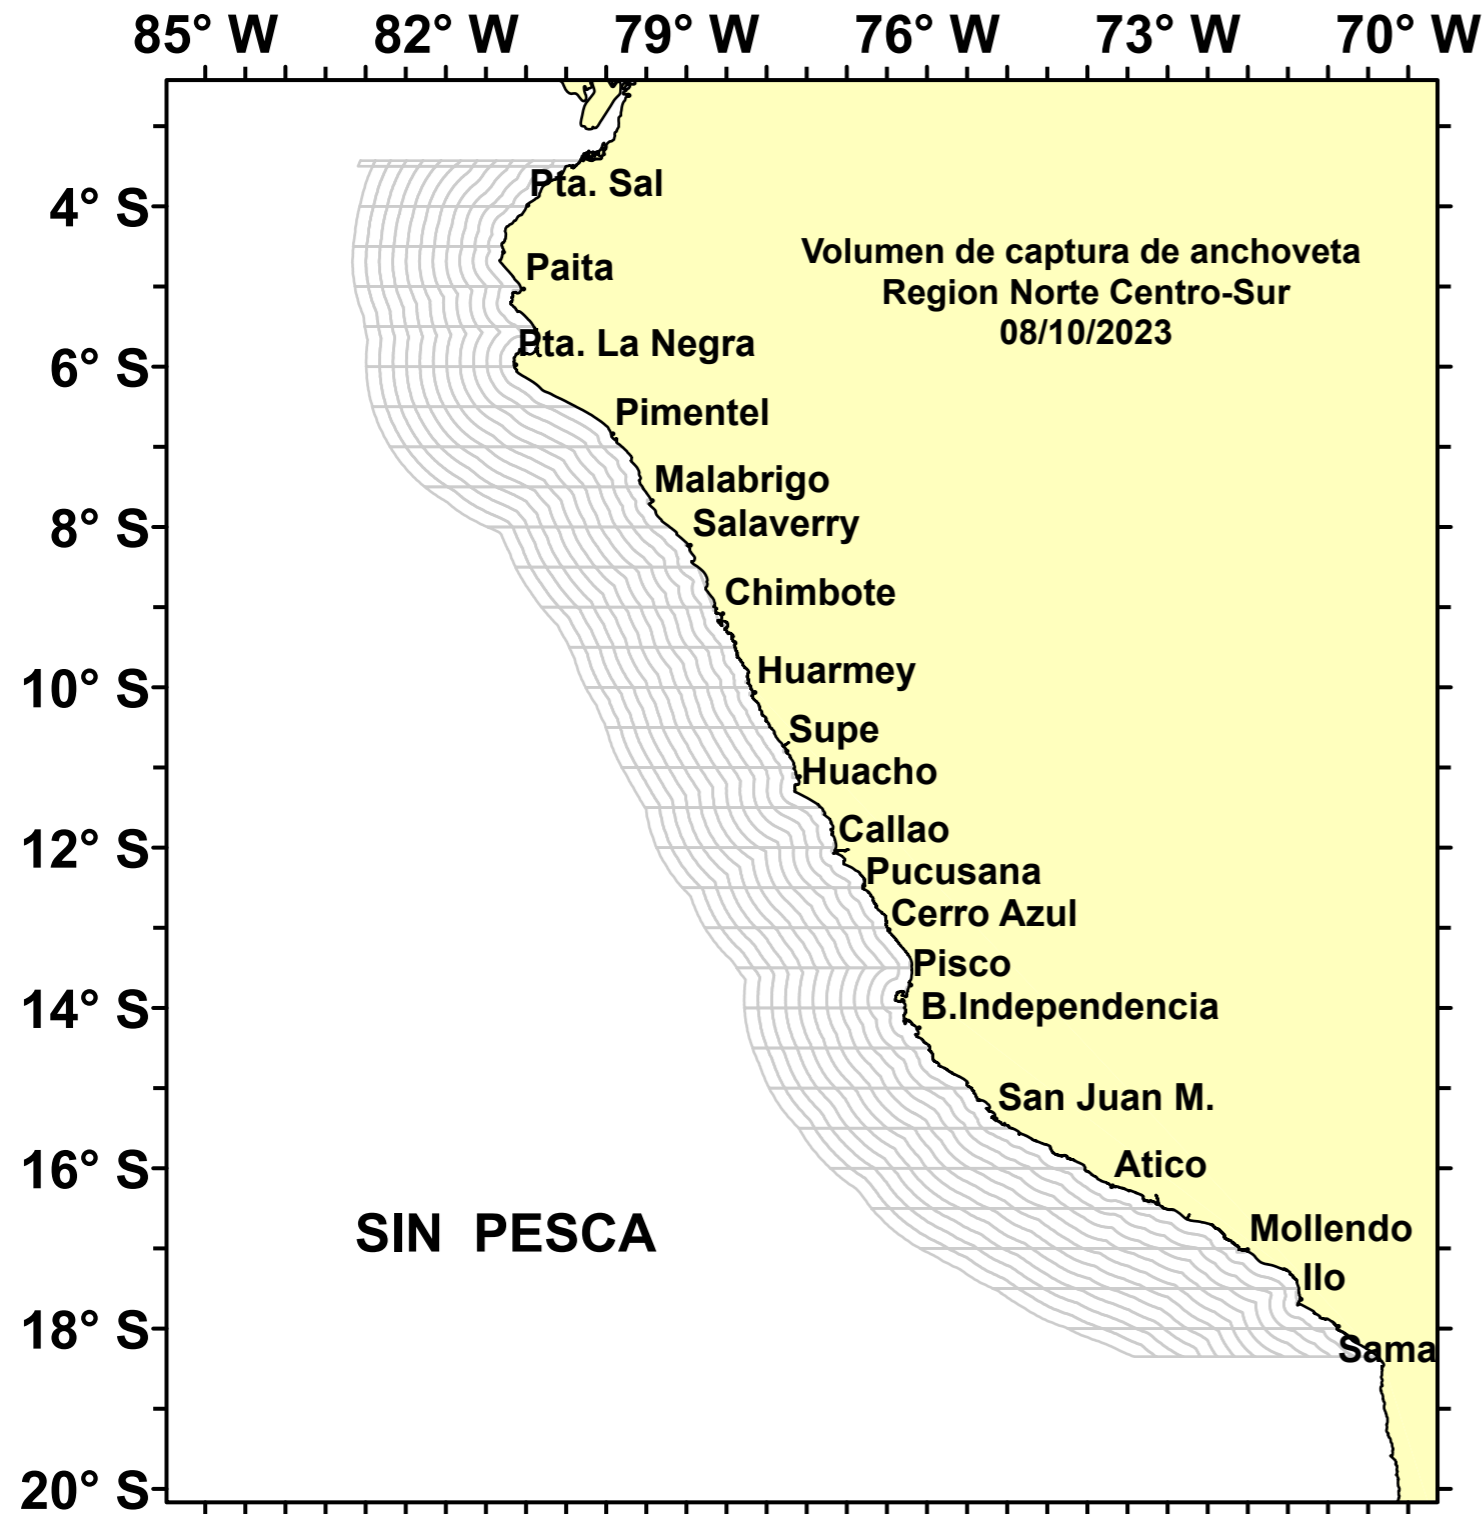 85° W 82° W 79° W 76° W 73° W 70° W
Pta. Sal
4° S
Volumen de captura de anchoveta
Paita
Region Norte Centro-Sur
08/10/2023
Pta. La Negra
6° S
Pimentel
Malabrigo
Salaverry
8° S
Chimbote
Huarmey
10° S
Supe
Huacho
Callao
12° S
Pucusana
Cerro Azul
Pisco
B.Independencia
14° S
San Juan M.
Atico
16° S
Mollendo
SIN PESCA
Ilo
18° S
Sama
20° S